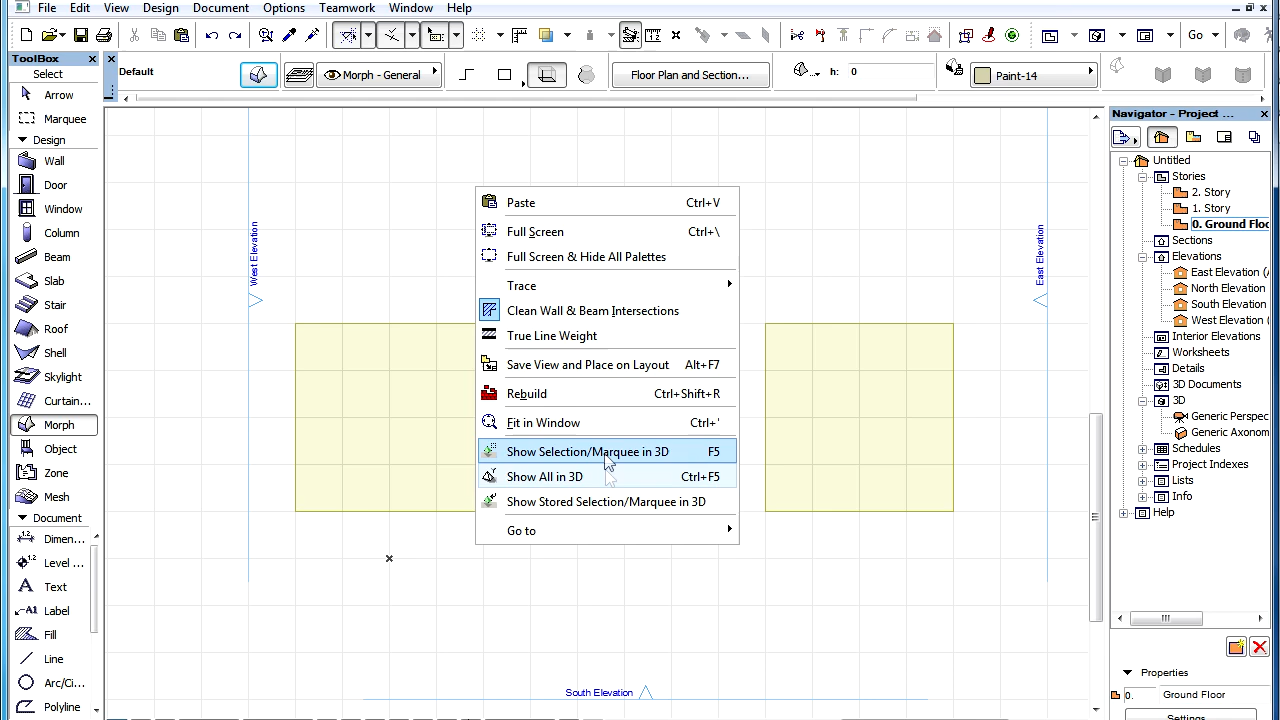 File Edit View Design Document Options Teamwork Window Help
Go
ToolBox
Select
Arrow
Marquee
Design
Wall
Door
Window
Column
Beam
Slab
Stair
Roof
Shell
Skylight
Curtain...
Morph
Object
Zone
Mesh
Document
Dimen...
1.2
Level ...
A Text
A1 Label
Fill
Line
Arc/Ci...
Polyline
Default
Morph - General
Floor Plan and Section...
h: 0
Paint-14
West Elevation
East Elevation
South Elevation
Paste Ctrl+V
Full Screen Ctrl+\
Full Screen & Hide All Palettes
Trace
Clean Wall & Beam Intersections
True Line Weight
Save View and Place on Layout Alt+F7
Rebuild Ctrl+Shift+R
Fit in Window Ctrl+'
Show Selection/Marquee in 3D F5
Show All in 3D Ctrl+F5
Show Stored Selection/Marquee in 3D
Go to
Navigator - Project ...
Untitled
Stories
2. Story
1. Story
0. Ground Floo
Sections
Elevations
East Elevation (
North Elevation
South Elevation
West Elevation (
Interior Elevations
Worksheets
Details
3D Documents
3D
Generic Perspec
Generic Axonom
Schedules
Project Indexes
Lists
Info
Help
Properties
0. Ground Floor
Settings